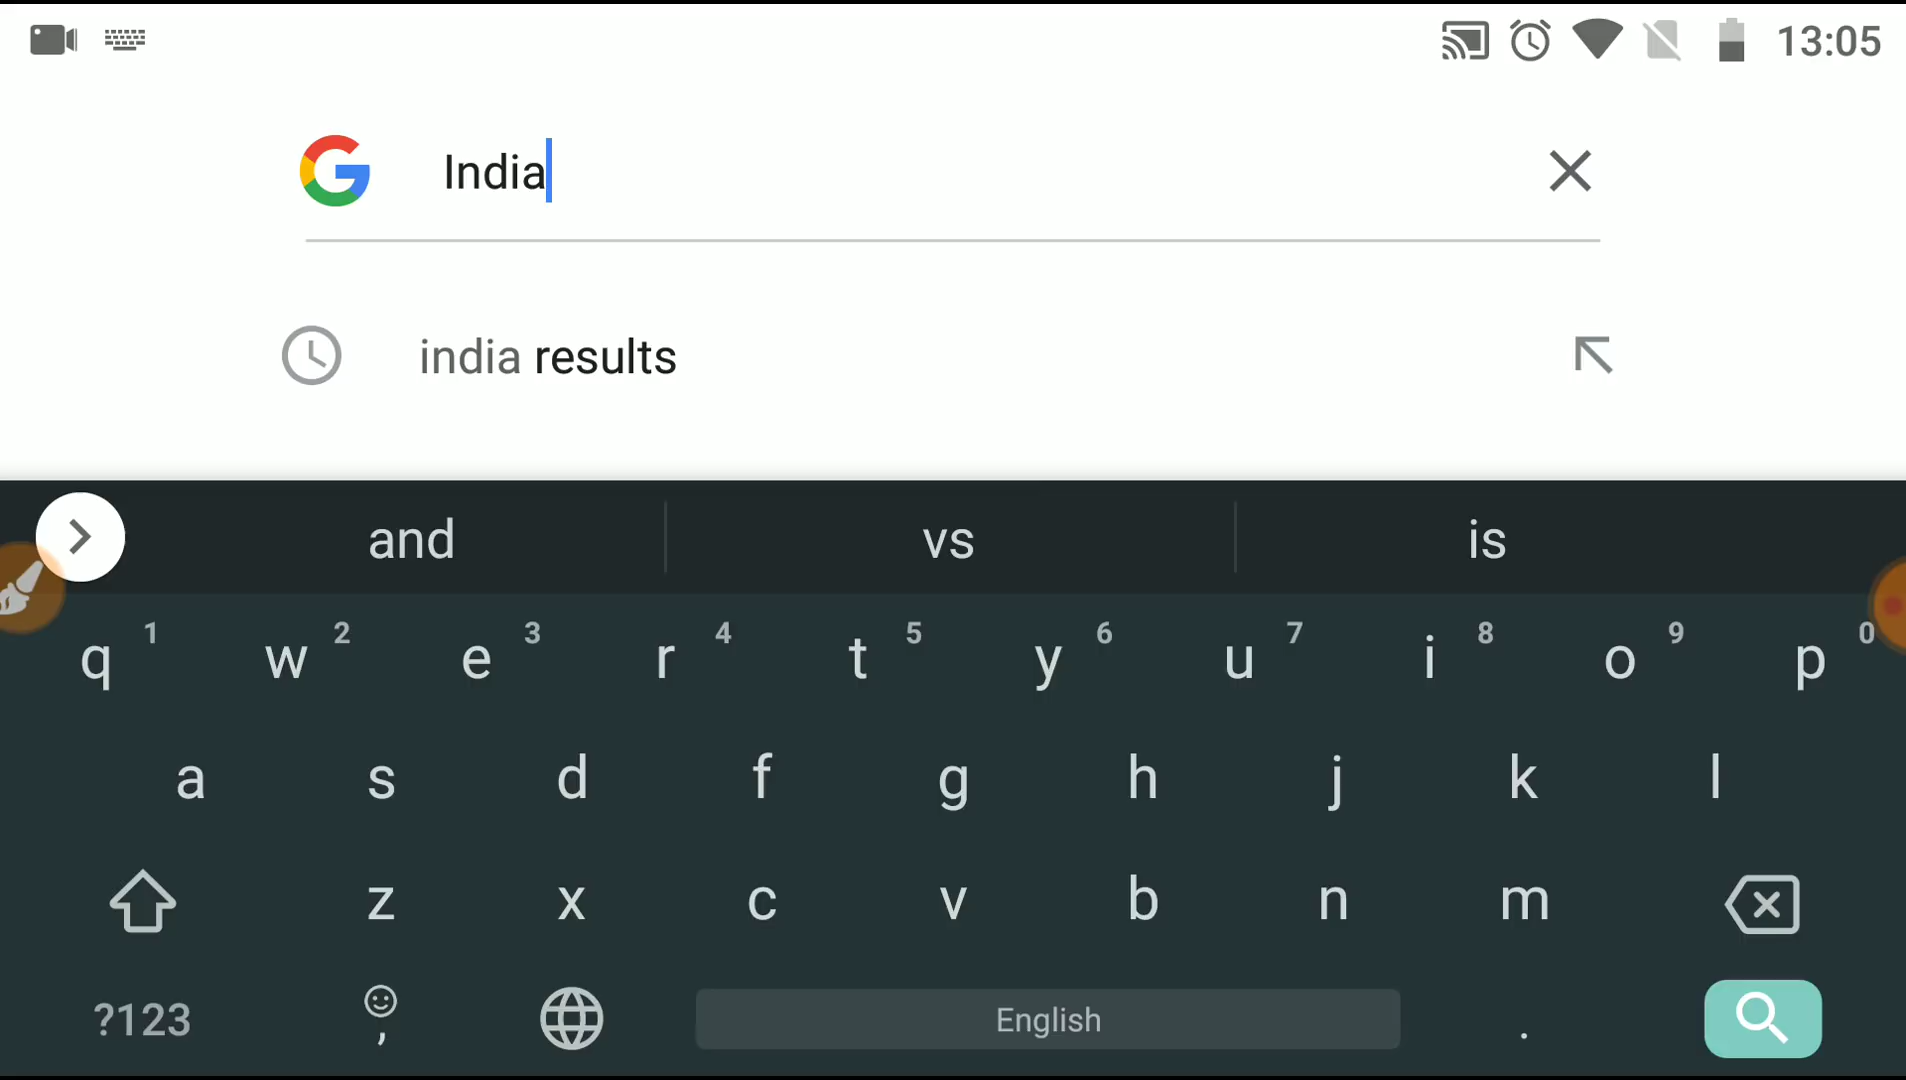 13:05
India
india results
and vs is
q 1 w 2 e 3 r 4 t 5 y 6 u 7 i 8 o 9 p 0
a s d f g h j k l
z x c v b n m
?123 , English .